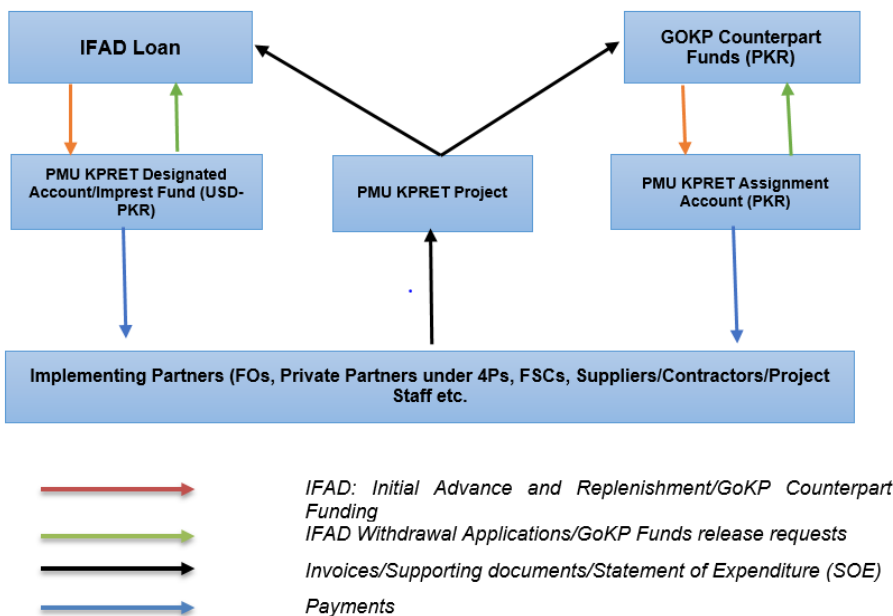 IFAD Loan
GOKP Counterpart
Funds (PKR)
PMU KPRET Designated
Account/Imprest Fund (USD-
PKR)
PMU KPRET Project
PMU KPRET Assignment
Account (PKR)
Implementing Partners (FOs, Private Partners under 4Ps, FSCs, Suppliers/Contractors/Project
Staff etc.
IFAD: Initial Advance and Replenishment/GoKP Counterpart
Funding
IFAD Withdrawal Applications/GoKP Funds release requests
Invoices/Supporting documents/Statement of Expenditure (SOE)
Payments